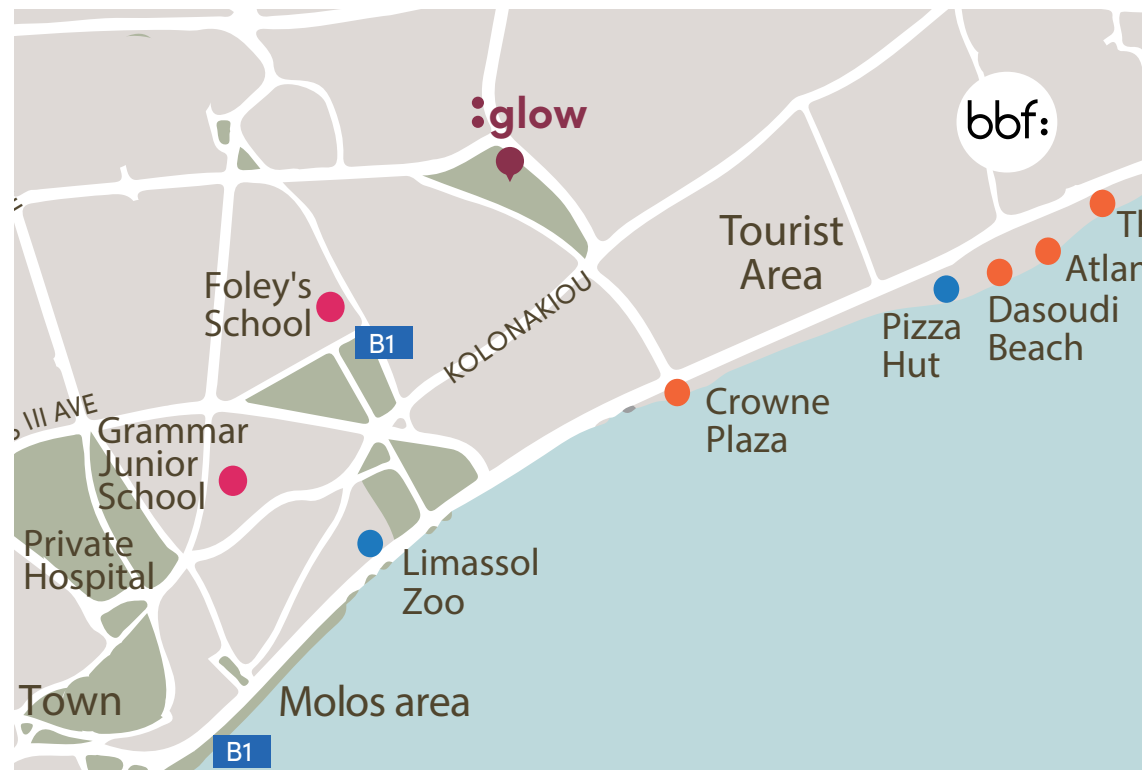 :glow
bbf:
Tourist
Area
Foley's
School
B1
KOLONAKIOU
Atlan
Dasoudi
Beach
Pizza
Hut
Crowne
Plaza
III AVE
Grammar
Junior
School
Private
Hospital
Limassol
Zoo
Town
Molos area
B1